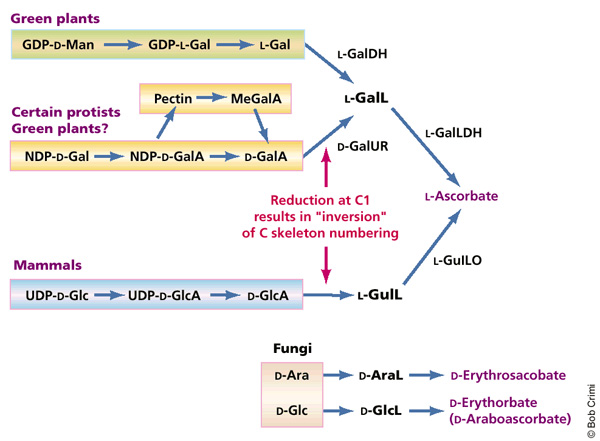 Green plants
GDP-D-Man GDP-L-Gal L-Gal
L-GalDH
Pectin MeGalA
L-GalL
Certain protists
Green plants?
L-GalLDH
NDP-D-Gal NDP-D-GalA D-GalA
D-GalUR
Reduction at C1
results in "inversion"
of C skeleton numbering
L-Ascorbate
L-GulLO
Mammals
UDP-D-Glc UDP-D-GlcA D-GlcA L-GulL
Fungi
D-Ara D-AraL D-Erythrosacobate
D-Glc D-GlcL D-Erythorbate
(D-Araboascorbate)
© Bob Crimi